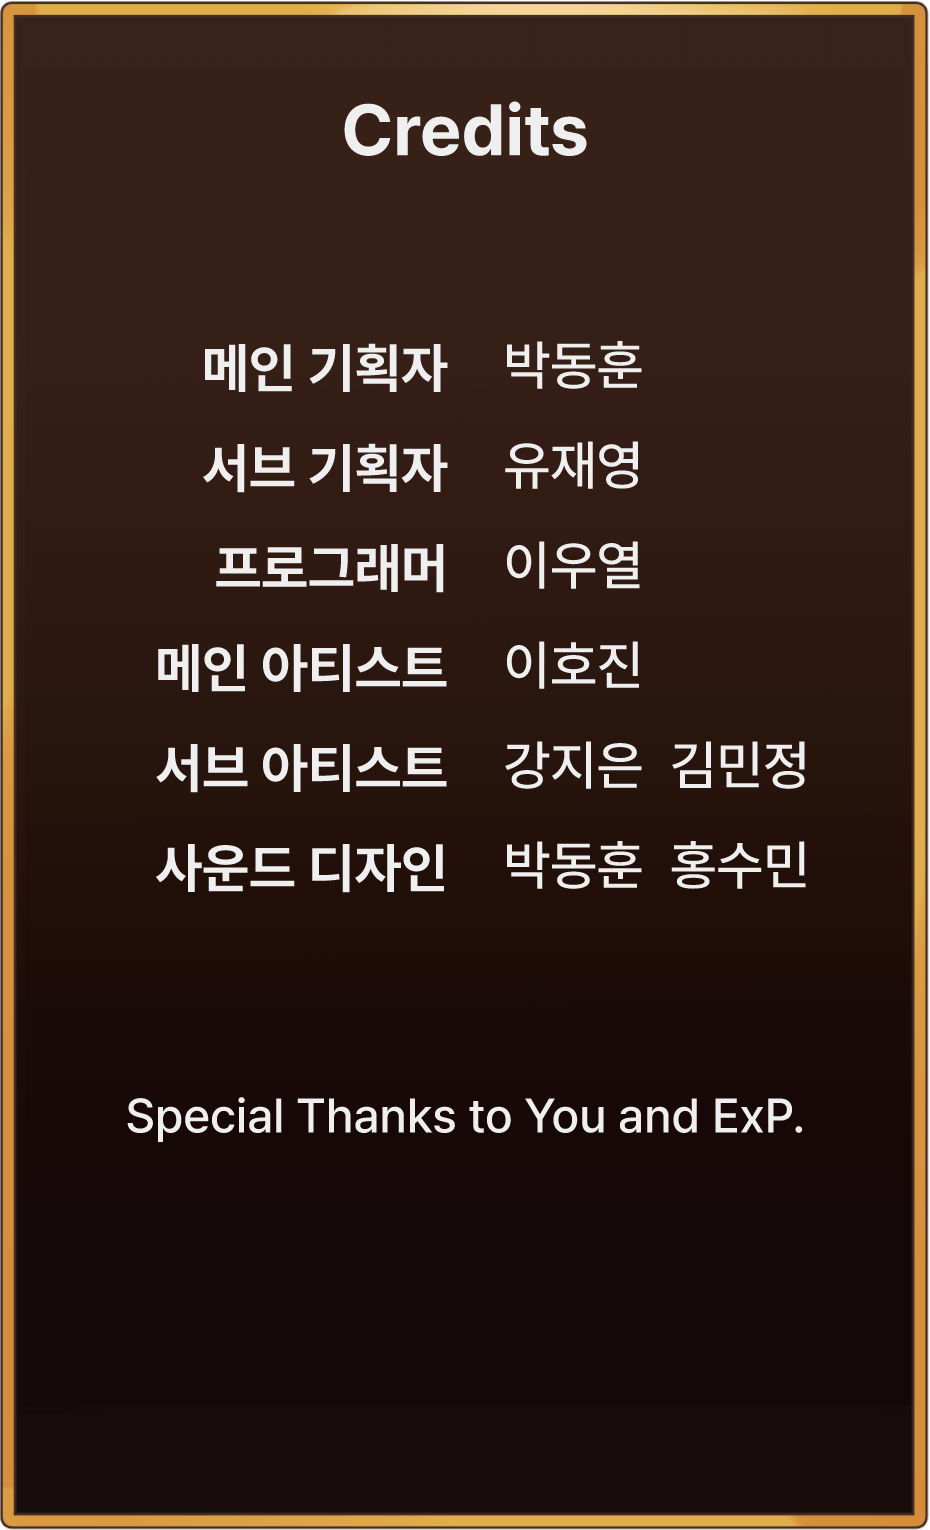 Credits
메인 기획자 박동훈
서브 기획자 유재영
프로그래머 이우열
메인 아티스트 이호진
서브 아티스트 강지은 김민정
사운드 디자인 박동훈 홍수민
Special Thanks to You and ExP.